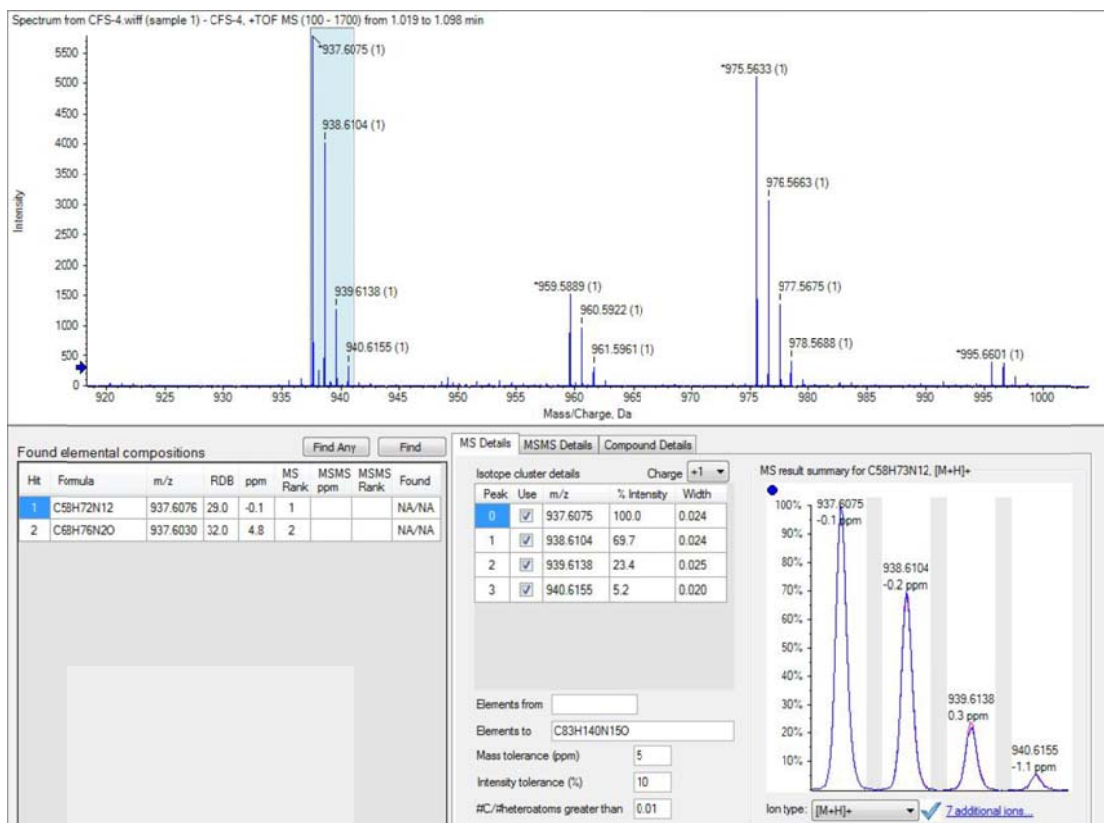 Spectrum from CFS-4.wiff (sample 1) - CFS-4, +TOF MS (100 - 1700) from 1.019 to 1.098 min
Intensity
5500
5000
4500
4000
3500
3000
2500
2000
1500
1000
500
0
*937.6075 (1)
938.6104 (1)
939.6138 (1)
940.6155 (1)
*959.5889 (1)
960.5922 (1)
961.5961 (1)
*975.5633 (1)
976.5663 (1)
977.5675 (1)
978.5688 (1)
*995.6601 (1)
920 925 930 935 940 945 950 955 960 965 970 975 980 985 990 995 1000
Mass/Charge, Da
Found elemental compositions
Find Any Find
Hit Formula m/z RDB ppm MS Rank MSMS ppm MSMS Rank Found
1 C58H72N12 937.6076 29.0 -0.1 1 NA/NA
2 C68H76N2O 937.6030 32.0 4.8 2 NA/NA
MS Details MSMS Details Compound Details
Isotope cluster details Charge +1
Peak Use m/z % Intensity Width
0 937.6075 100.0 0.024
1 938.6104 69.7 0.024
2 939.6138 23.4 0.025
3 940.6155 5.2 0.020
Elements from
Elements to C83H140N15O
Mass tolerance (ppm) 5
Intensity tolerance (%) 10
#C/#heteroatoms greater than 0.01
MS result summary for C58H73N12, [M+H]+
100%
90%
80%
70%
60%
50%
40%
30%
20%
10%
937.6075
-0.1 ppm
938.6104
-0.2 ppm
939.6138
0.3 ppm
940.6155
-1.1 ppm
Ion type: [M+H]+ 7 additional ions...